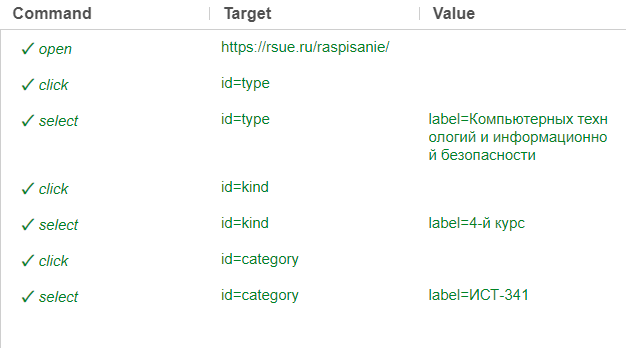 Command Target Value
✓ open https://rsue.ru/raspisanie/
✓ click id=type
✓ select id=type label=Компьютерных техн
ологий и информационно
й безопасности
✓ click id=kind
✓ select id=kind label=4-й курс
✓ click id=category
✓ select id=category label=ИСТ-341